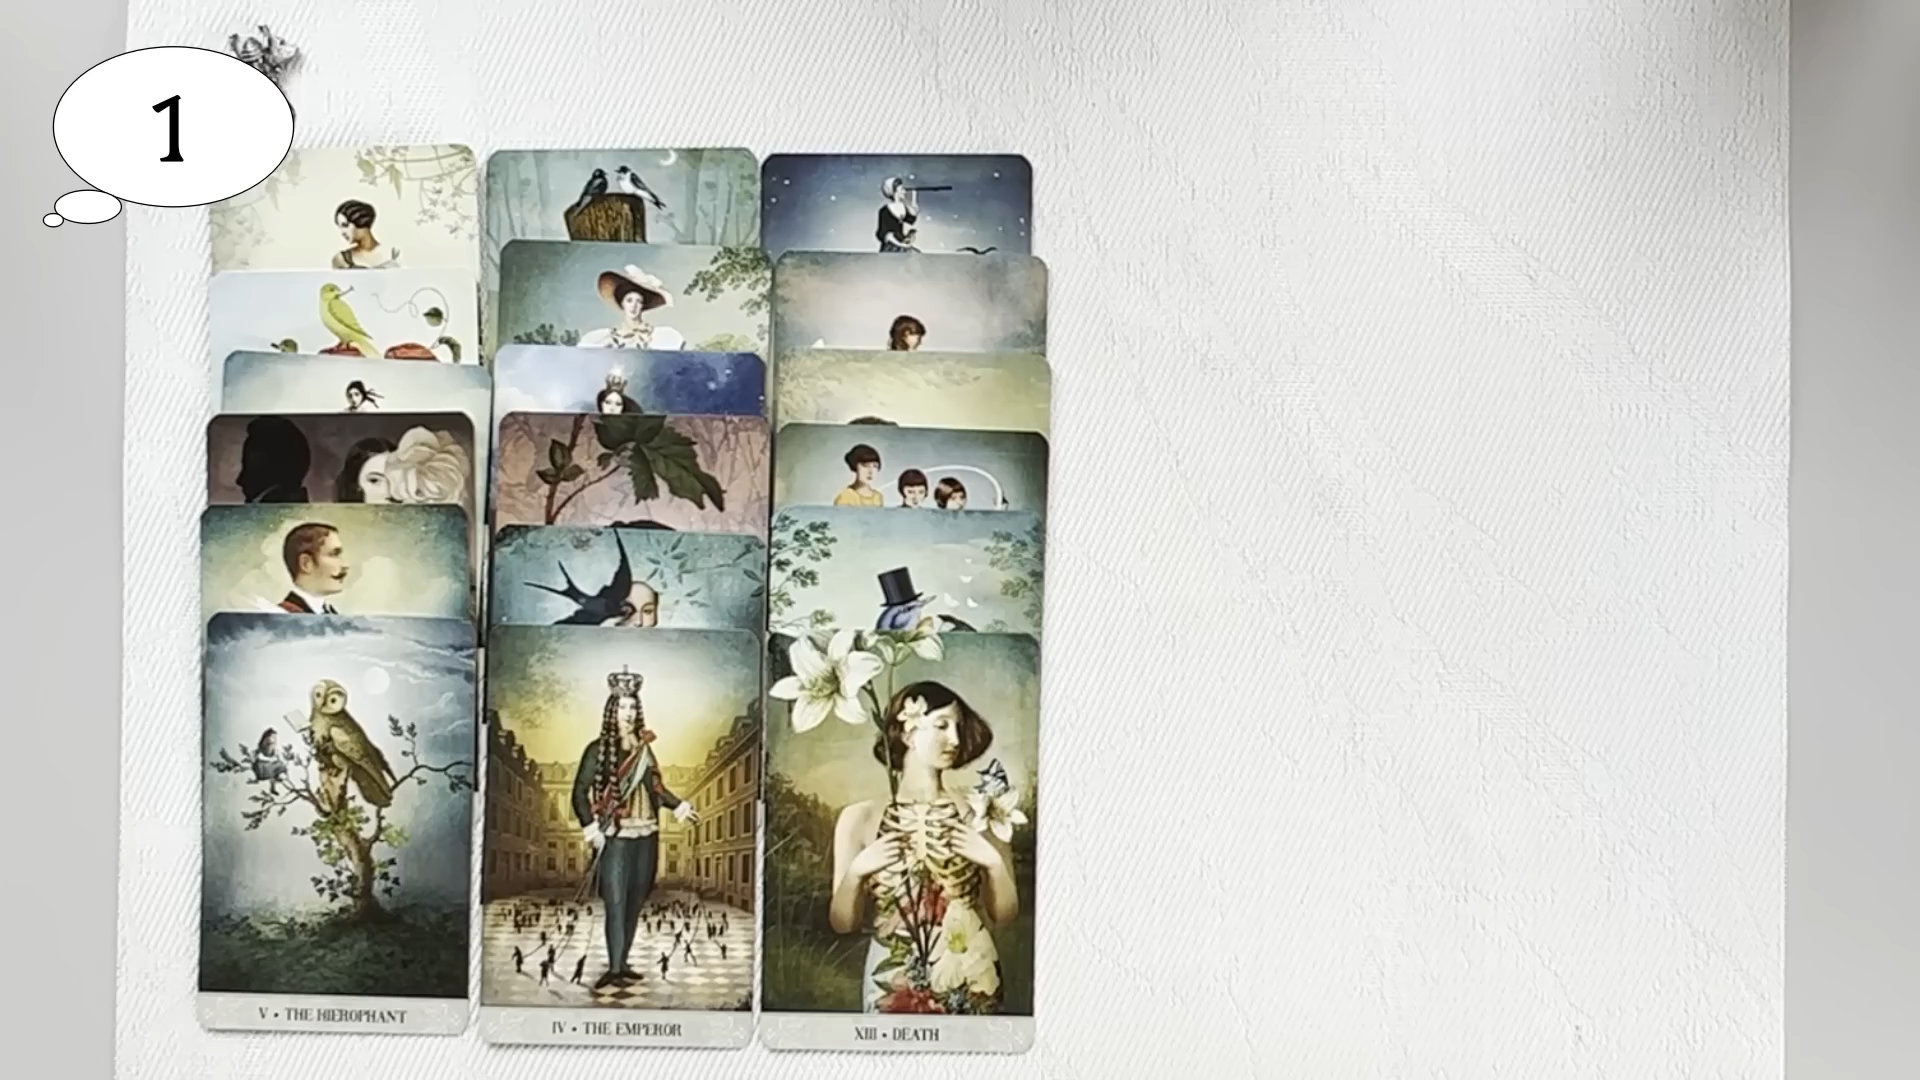 1
V • THE HIEROPHANT
IV • THE EMPEROR
XIII • DEATH